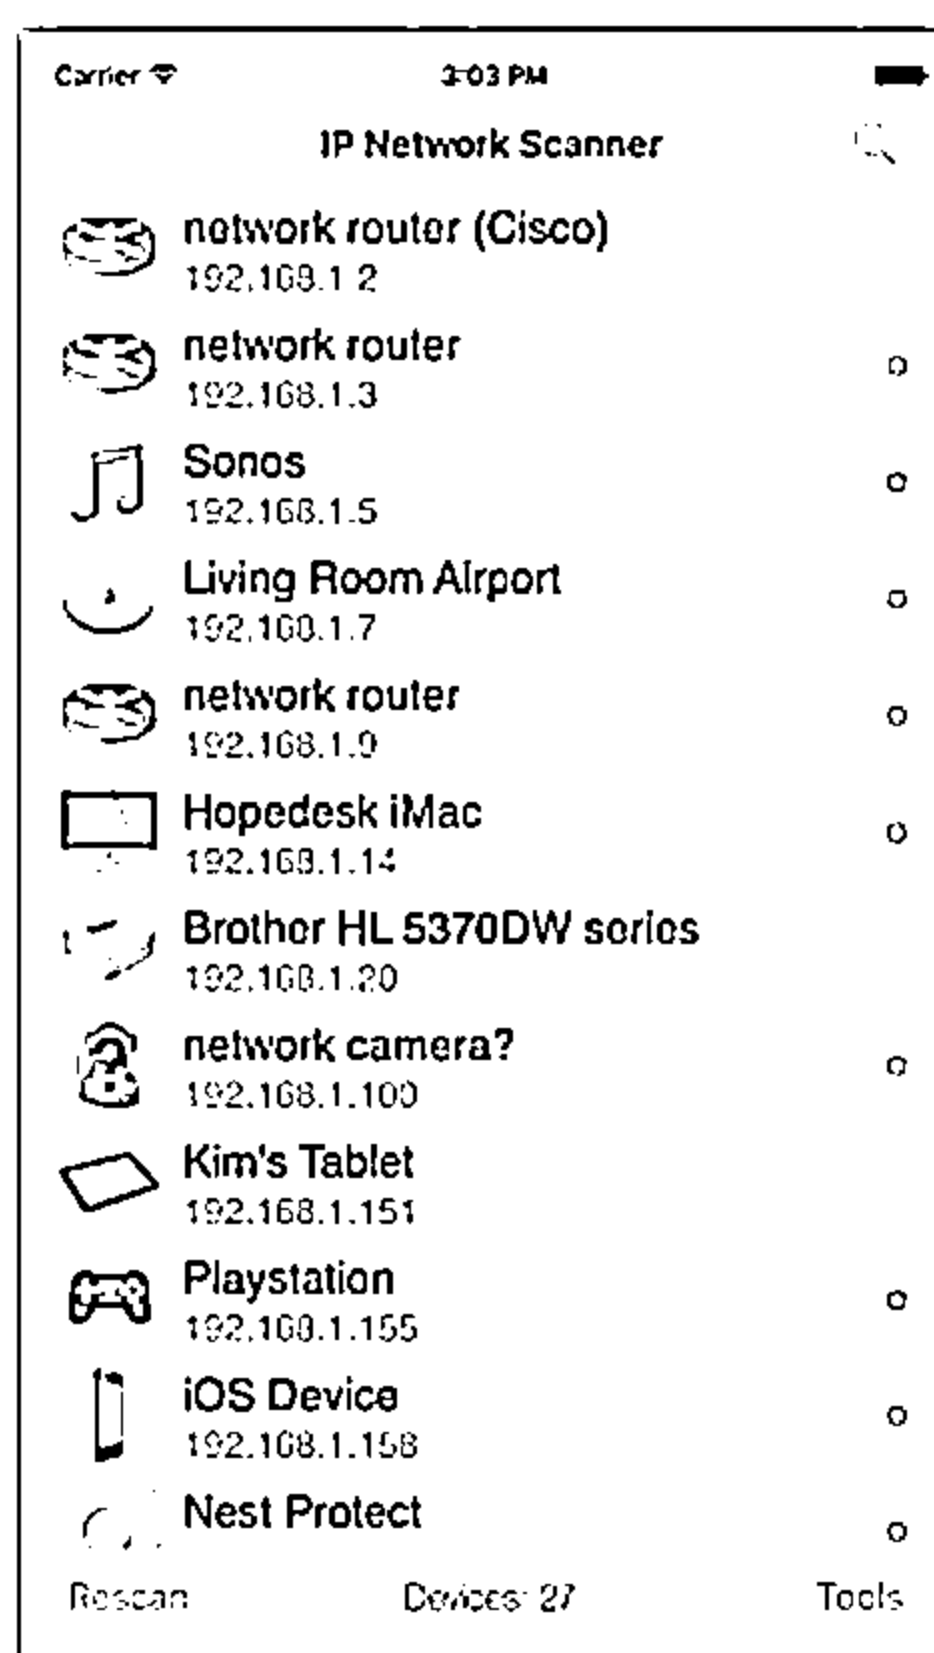 Carrier
3:03 PM
IP Network Scanner
network router (Cisco)
192.168.1.2
network router
192.168.1.3
Sonos
192.168.1.5
Living Room Airport
192.168.1.7
network router
192.168.1.9
Hopedesk iMac
192.168.1.14
Brother HL 5370DW series
192.168.1.20
network camera?
192.168.1.100
Kim's Tablet
192.168.1.151
Playstation
192.168.1.155
iOS Device
192.168.1.158
Nest Protect
Rescan
Devices: 27
Tools